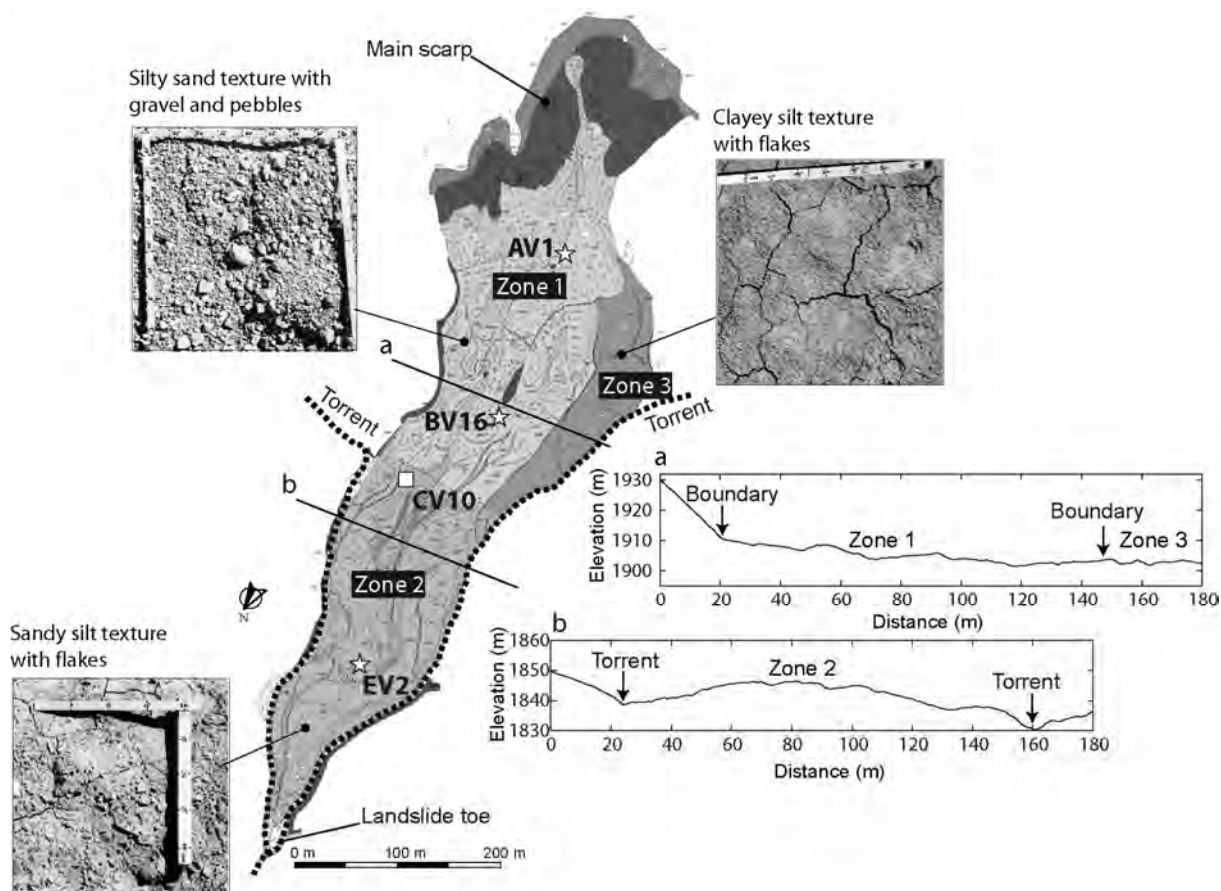 Main scarp
Silty sand texture with
gravel and pebbles
Clayey silt texture
with flakes
AV1
Zone 1
a
Zone 3
Torrent
BV16
Torrent
b
CV10
Zone 2
Sandy silt texture
with flakes
N
EV2
Landslide toe
0 m 100 m 200 m
a
Elevation (m)
1930
1920
1910
1900
Boundary
Zone 1
Boundary
Zone 3
0 20 40 60 80 100 120 140 160 180
Distance (m)
b
Elevation (m)
1860
1850
1840
1830
Torrent
Zone 2
Torrent
0 20 40 60 80 100 120 140 160 180
Distance (m)